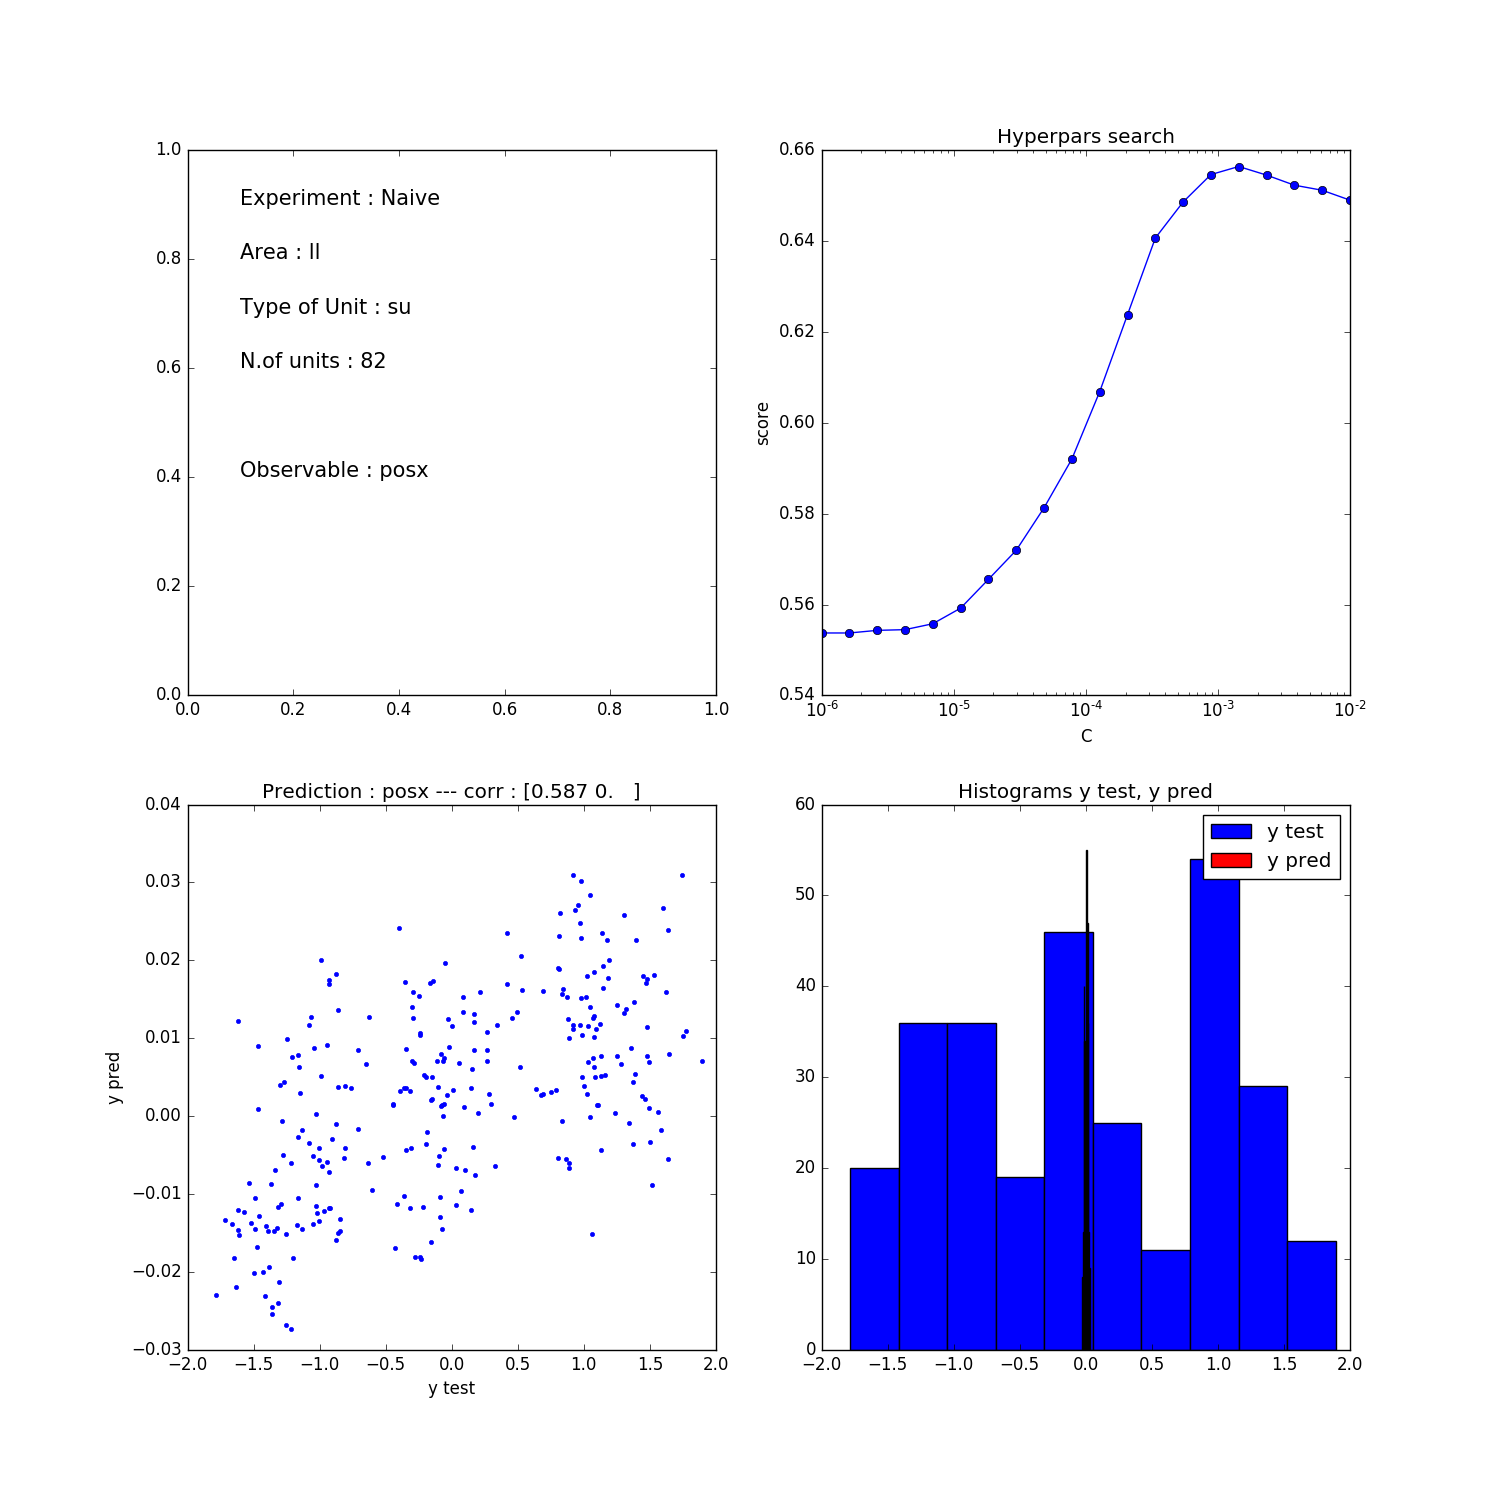 1.0
0.8
0.6
0.4
0.2
0.0
0.0 0.2 0.4 0.6 0.8 1.0
Experiment : Naive
Area : ll
Type of Unit : su
N.of units : 82
Observable : posx
Hyperpars search
0.66
0.64
0.62
0.60
0.58
0.56
0.54
score
10-6 10-5 10-4 10-3 10-2
C
Prediction : posx --- corr : [0.587 0.   ]
0.04
0.03
0.02
0.01
0.00
−0.01
−0.02
−0.03
y pred
−2.0 −1.5 −1.0 −0.5 0.0 0.5 1.0 1.5 2.0
y test
Histograms y test, y pred
60
50
40
30
20
10
0
y test
y pred
−2.0 −1.5 −1.0 −0.5 0.0 0.5 1.0 1.5 2.0